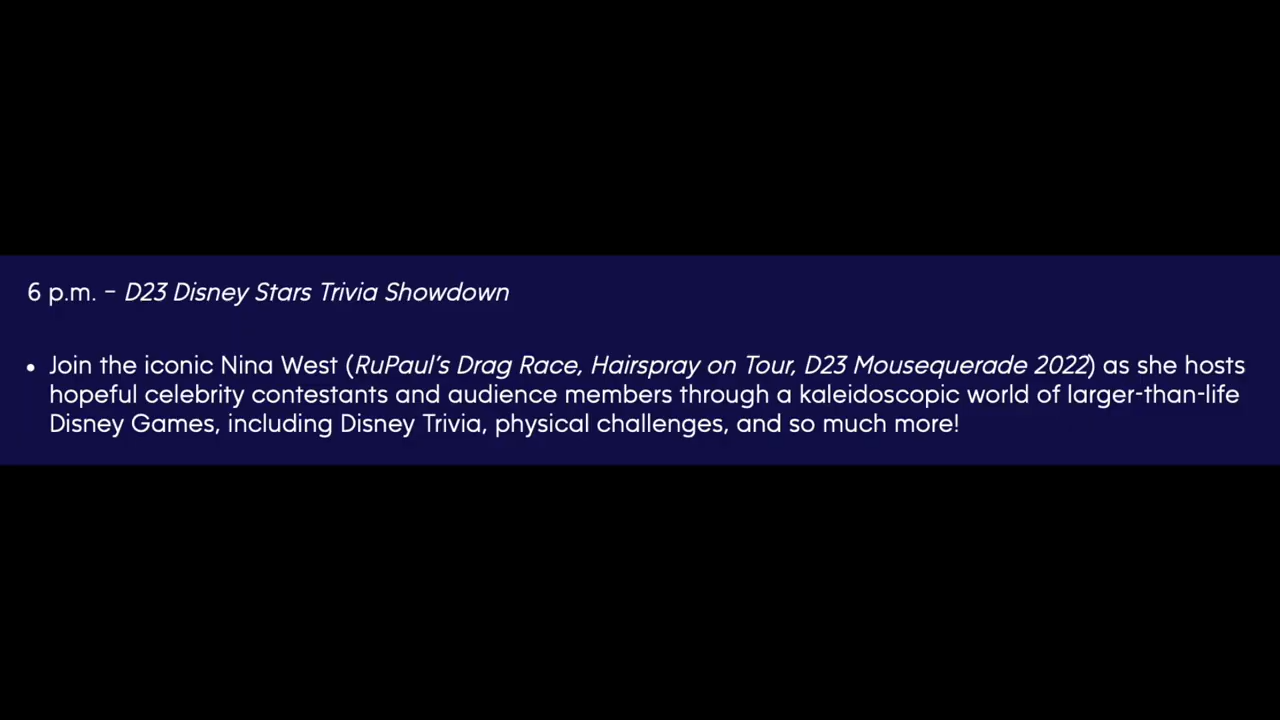 6 p.m. – D23 Disney Stars Trivia Showdown
• Join the iconic Nina West (RuPaul's Drag Race, Hairspray on Tour, D23 Mousequerade 2022) as she hosts
hopeful celebrity contestants and audience members through a kaleidoscopic world of larger-than-life
Disney Games, including Disney Trivia, physical challenges, and so much more!